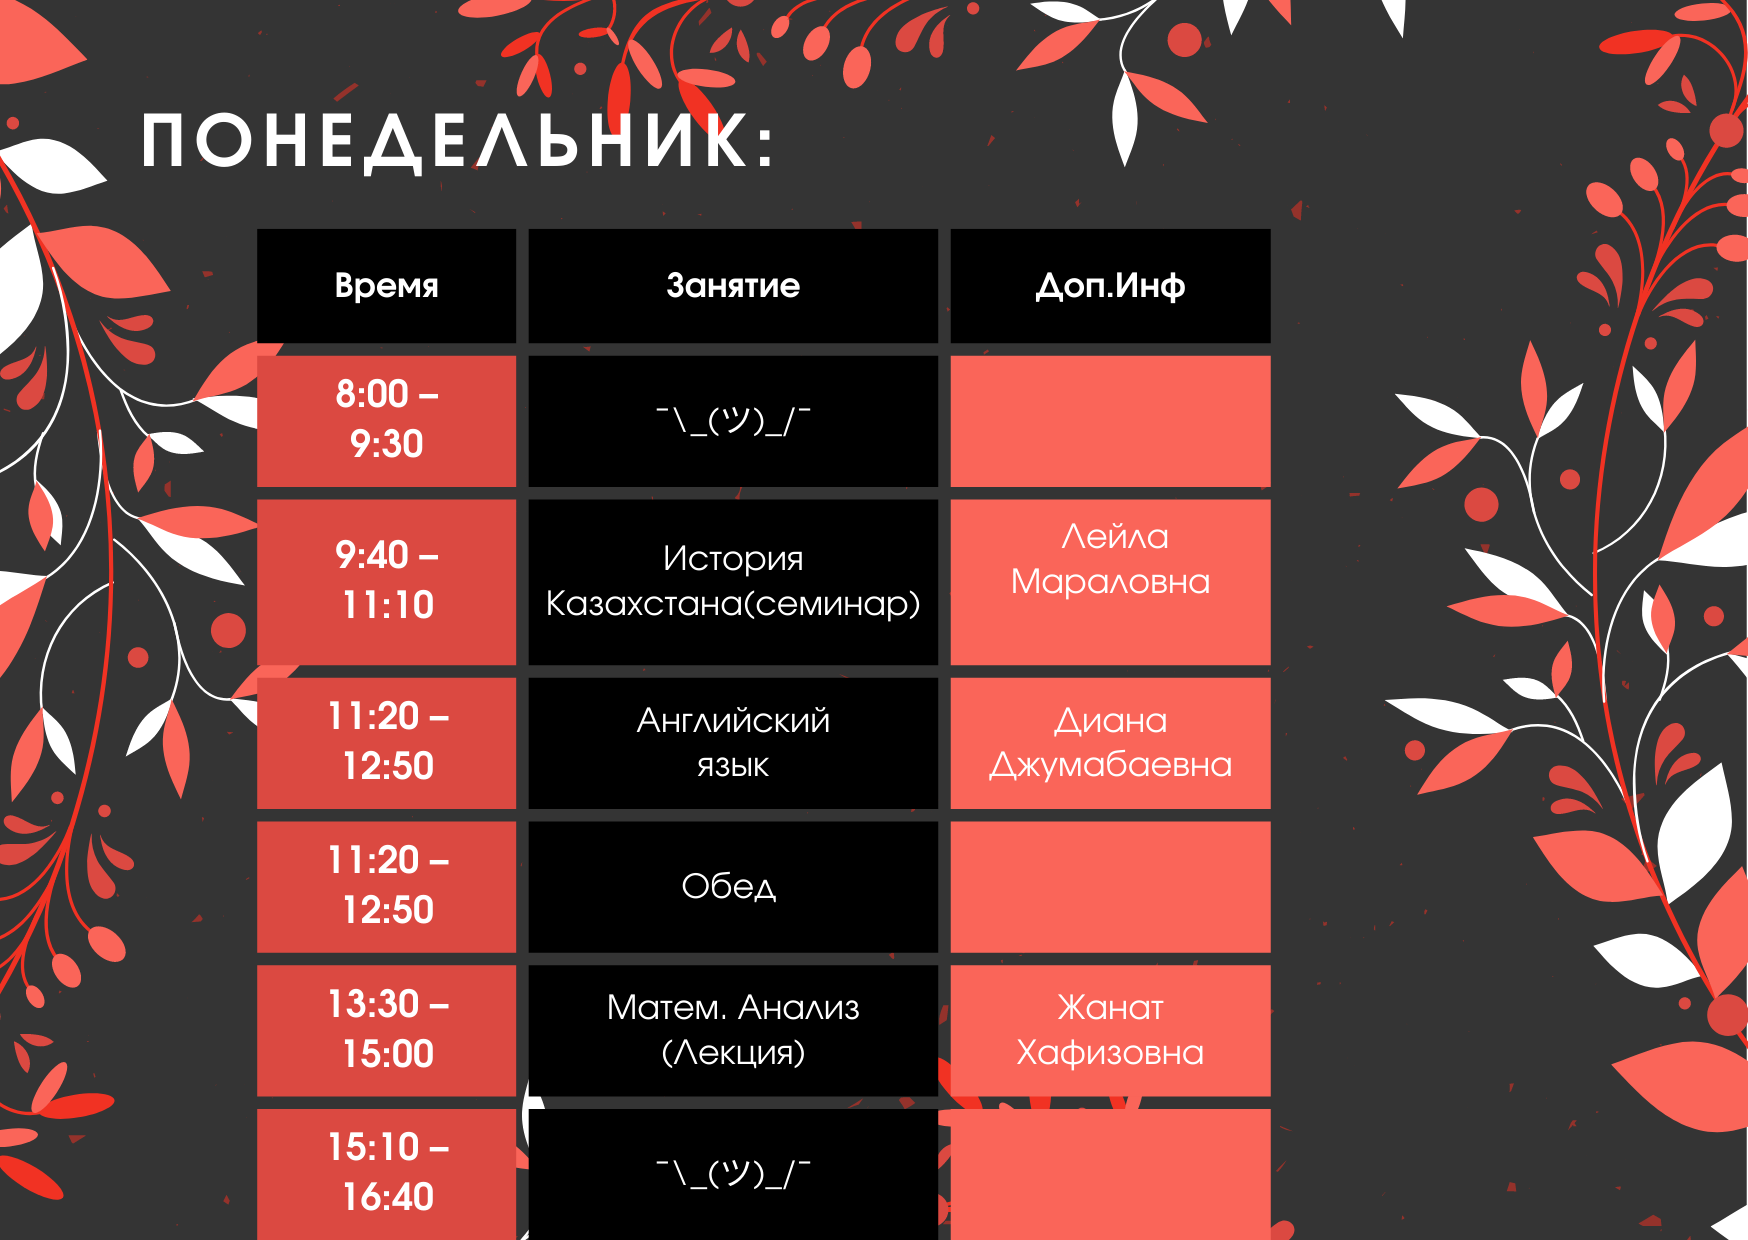 ПОНЕДЕЛЬНИК:
Время
Занятие
Доп.Инф
8:00 –
9:30
¯\_(ツ)_/¯
9:40 –
11:10
История
Казахстана(семинар)
Лейла
Мараловна
11:20 –
12:50
Английский
язык
Диана
Джумабаевна
11:20 –
12:50
Обед
13:30 –
15:00
Матем. Анализ
(Лекция)
Жанат
Хафизовна
15:10 –
16:40
¯\_(ツ)_/¯